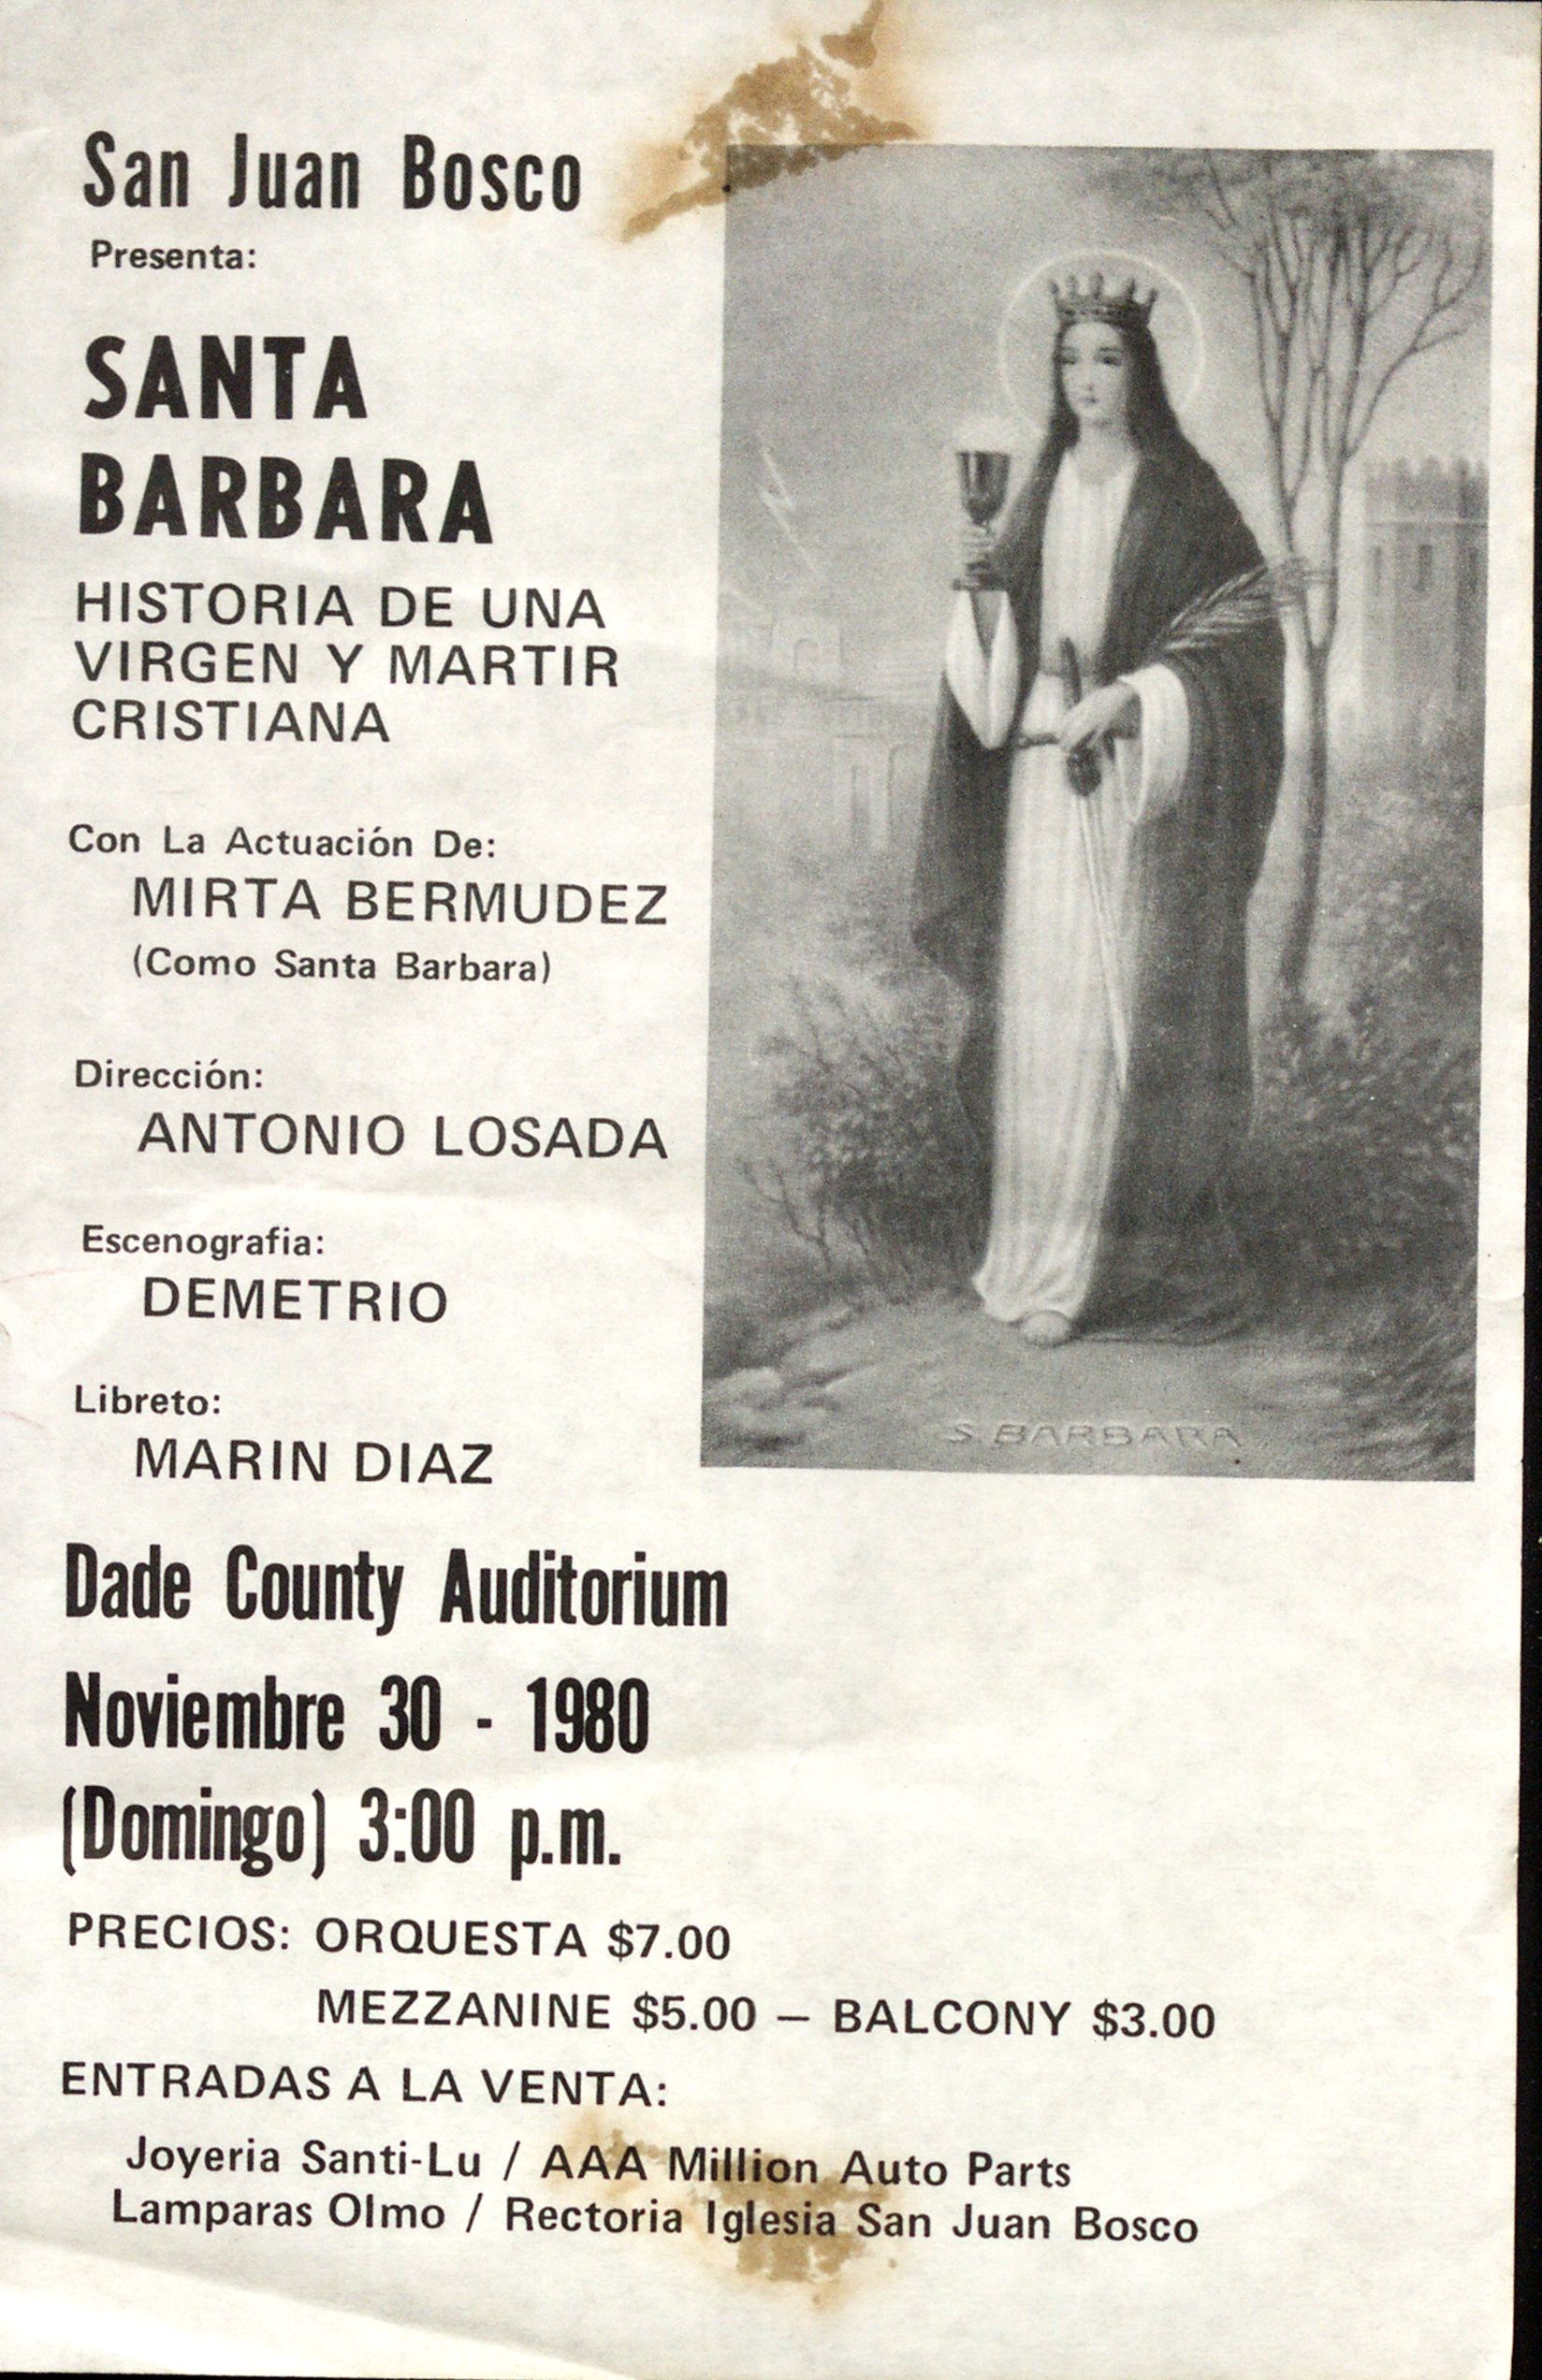 San Juan Bosco
Presenta:
SANTA
BARBARA
HISTORIA DE UNA
VIRGEN Y MARTIR
CRISTIANA
Con La Actuación De:
MIRTA BERMUDEZ
(Como Santa Barbara)
Dirección:
ANTONIO LOSADA
Escenografia:
DEMETRIO
Libreto:
MARIN DIAZ
S. BARBARA
Dade County Auditorium
Noviembre 30 - 1980
(Domingo) 3:00 p.m.
PRECIOS: ORQUESTA $7.00
MEZZANINE $5.00 – BALCONY $3.00
ENTRADAS A LA VENTA:
Joyeria Santi-Lu / AAA Million Auto Parts
Lamparas Olmo / Rectoria Iglesia San Juan Bosco